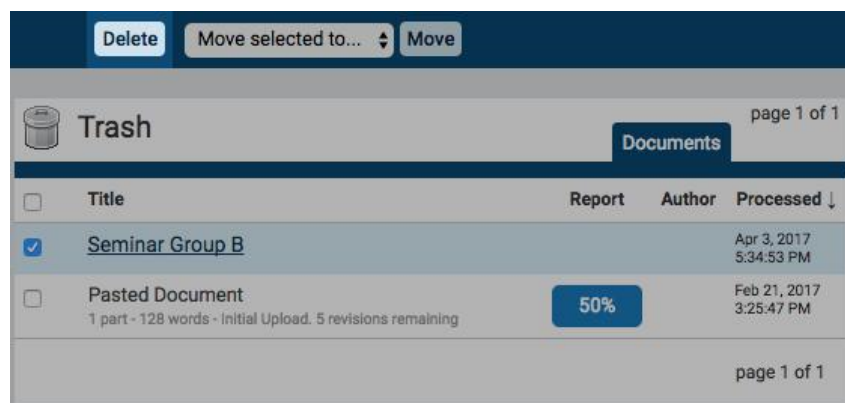 Delete Move selected to... Move
page 1 of 1
Trash
Documents
Title Report Author Processed ↓
Seminar Group B Apr 3, 2017
5:34:53 PM
Pasted Document 50% Feb 21, 2017
1 part - 128 words - Initial Upload. 5 revisions remaining 3:25:47 PM
page 1 of 1